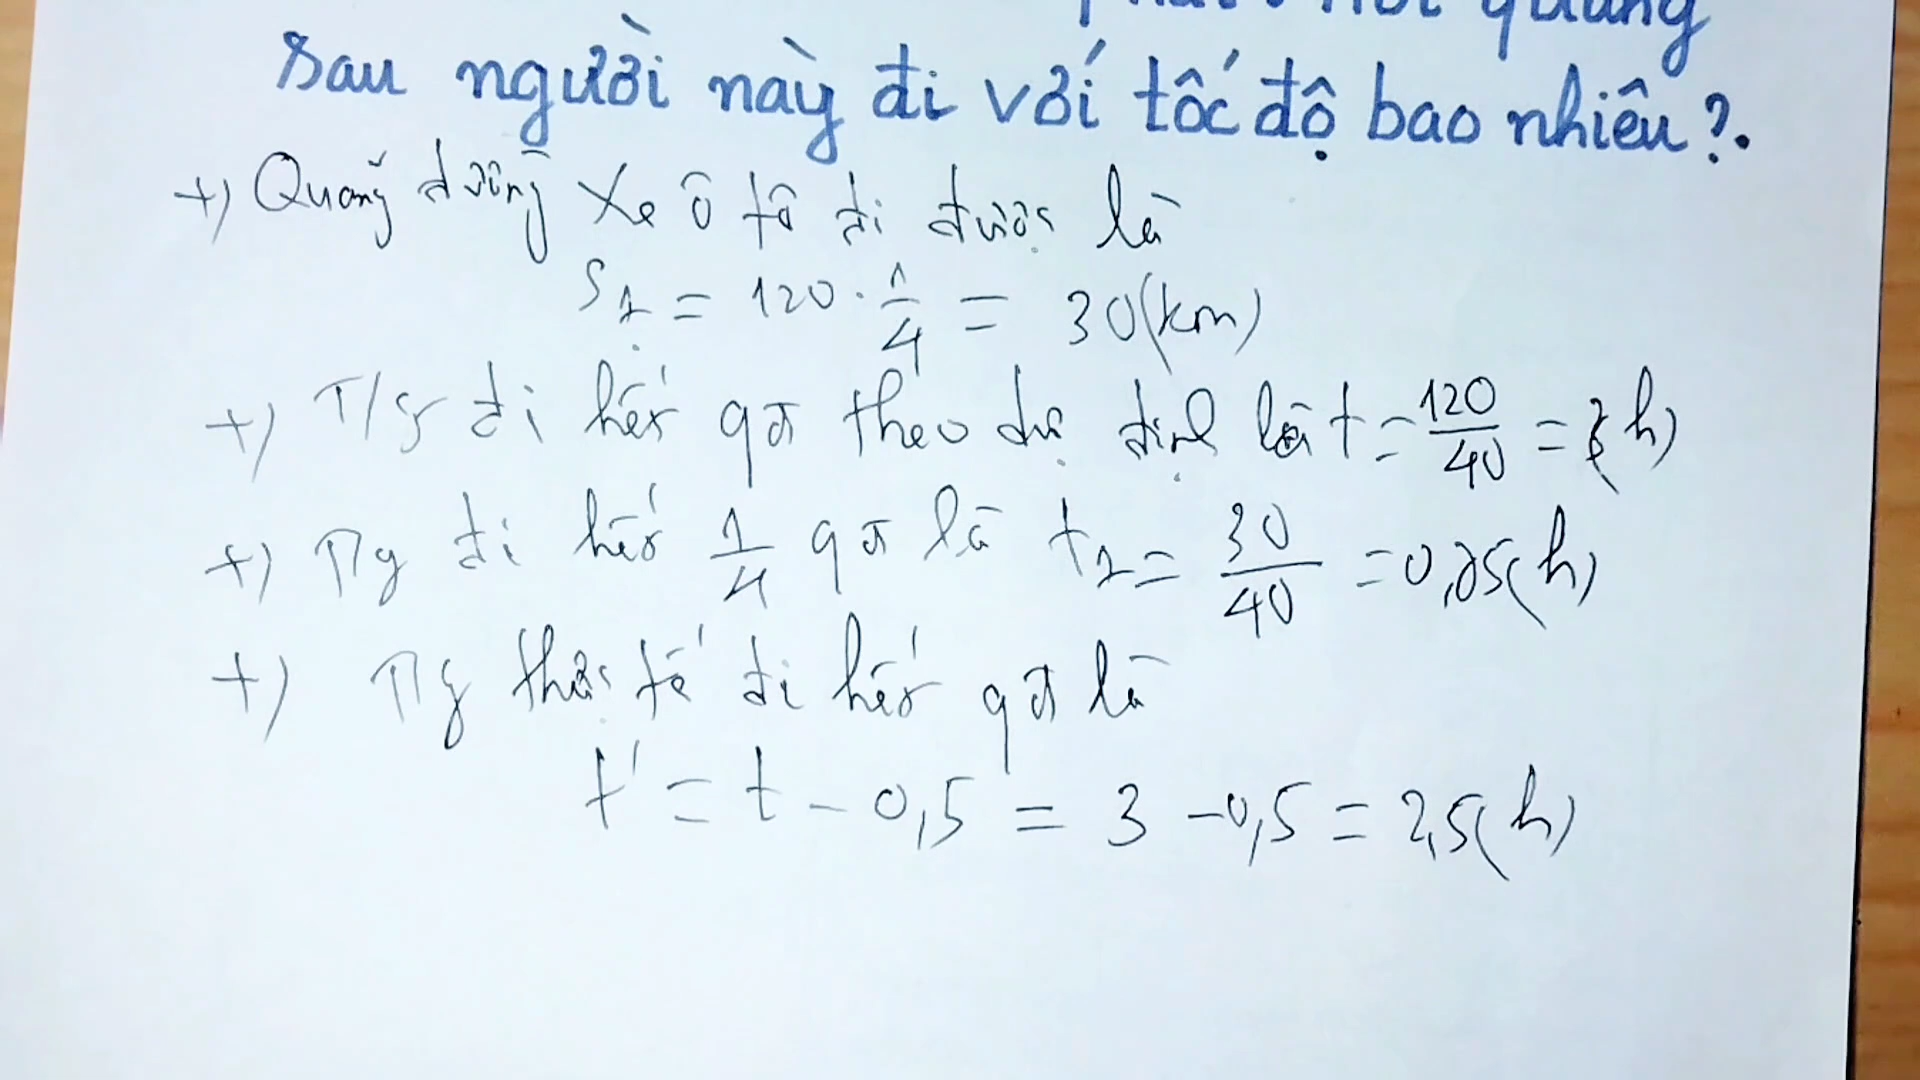 quãng
sau người này đi với tốc độ bao nhiêu?.
+) Quãng đường xe ô tô đi được là
S1 = 120 . 1/4 = 30 (km)
+) T/g đi hết qđ theo dự định là t = 120/40 = 3 (h)
+) T/g đi hết 1/4 qđ là t1 = 30/40 = 0,75 (h)
+) T/g thực tế đi hết qđ là
t' = t - 0,5 = 3 - 0,5 = 2,5 (h)